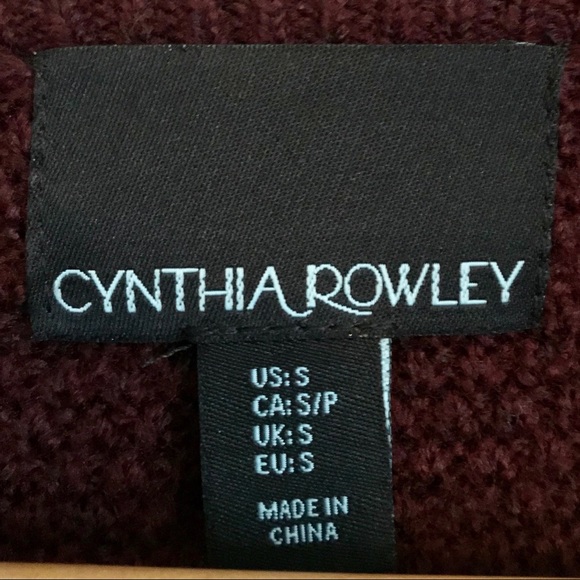 CYNTHIA ROWLEY
US: S
CA: S/P
UK: S
EU: S
MADE IN
CHINA